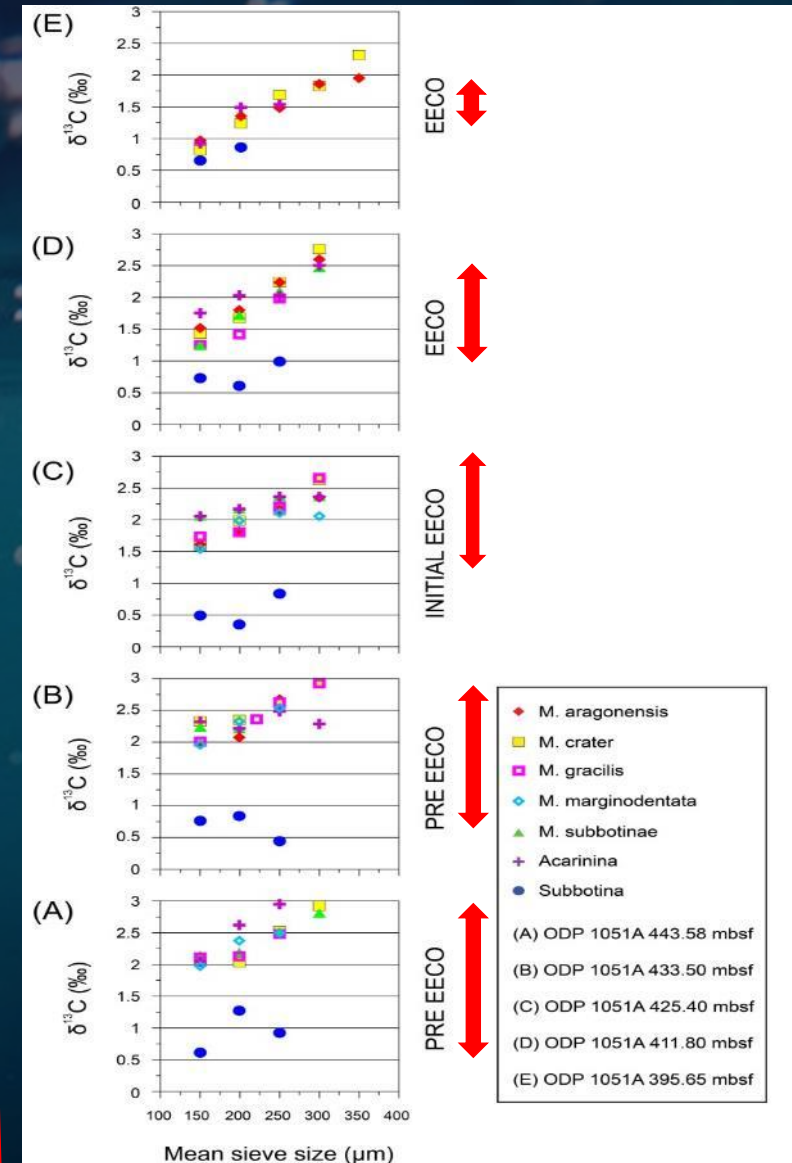 (E)
3
2.5
2
1.5
1
0.5
0
δ¹³C (‰)
EECO
(D)
3
2.5
2
1.5
1
0.5
0
δ¹³C (‰)
EECO
(C)
3
2.5
2
1.5
1
0.5
0
δ¹³C (‰)
INITIAL EECO
(B)
3
2.5
2
1.5
1
0.5
0
δ¹³C (‰)
PRE EECO
(A)
3
2.5
2
1.5
1
0.5
0
δ¹³C (‰)
PRE EECO
100 150 200 250 300 350 400
Mean sieve size (µm)
M. aragonensis
M. crater
M. gracilis
M. marginodentata
M. subbotinae
Acarinina
Subbotina
(A) ODP 1051A 443.58 mbsf
(B) ODP 1051A 433.50 mbsf
(C) ODP 1051A 425.40 mbsf
(D) ODP 1051A 411.80 mbsf
(E) ODP 1051A 395.65 mbsf